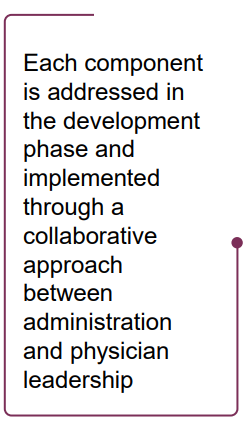 Each component
is addressed in
the development
phase and
implemented
through a
collaborative
approach
between
administration
and physician
leadership